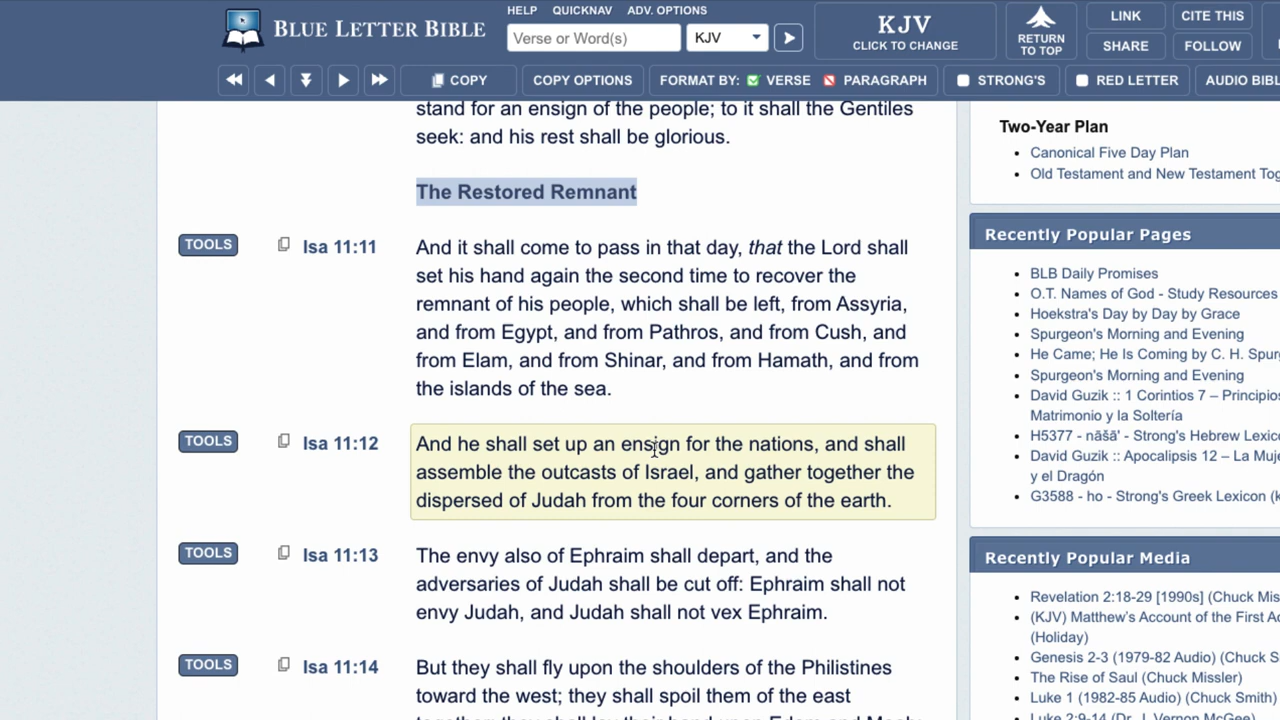 HELP QUICKNAV ADV. OPTIONS
BLUE LETTER BIBLE
Verse or Word(s)
KJV
KJV
CLICK TO CHANGE
RETURN
TO TOP
LINK
CITE THIS
SHARE
FOLLOW
COPY
COPY OPTIONS
FORMAT BY: VERSE PARAGRAPH
STRONG'S
RED LETTER
AUDIO BIBL
stand for an ensign of the people; to it shall the Gentiles
seek: and his rest shall be glorious.
The Restored Remnant
TOOLS Isa 11:11 And it shall come to pass in that day, that the Lord shall
set his hand again the second time to recover the
remnant of his people, which shall be left, from Assyria,
and from Egypt, and from Pathros, and from Cush, and
from Elam, and from Shinar, and from Hamath, and from
the islands of the sea.
TOOLS Isa 11:12 And he shall set up an ensign for the nations, and shall
assemble the outcasts of Israel, and gather together the
dispersed of Judah from the four corners of the earth.
TOOLS Isa 11:13 The envy also of Ephraim shall depart, and the
adversaries of Judah shall be cut off: Ephraim shall not
envy Judah, and Judah shall not vex Ephraim.
TOOLS Isa 11:14 But they shall fly upon the shoulders of the Philistines
toward the west; they shall spoil them of the east
Two-Year Plan
Canonical Five Day Plan
Old Testament and New Testament Tog
Recently Popular Pages
BLB Daily Promises
O.T. Names of God - Study Resources
Hoekstra's Day by Day by Grace
Spurgeon's Morning and Evening
He Came; He Is Coming by C. H. Spur
Spurgeon's Morning and Evening
David Guzik :: 1 Corintios 7 – Principios
Matrimonio y la Soltería
H5377 - nāšā' - Strong's Hebrew Lexic
David Guzik :: Apocalipsis 12 – La Muje
y el Dragón
G3588 - ho - Strong's Greek Lexicon (k
Recently Popular Media
Revelation 2:18-29 [1990s] (Chuck Mis
(KJV) Matthew's Account of the First Ad
(Holiday)
Genesis 2-3 (1979-82 Audio) (Chuck S
The Rise of Saul (Chuck Missler)
Luke 1 (1982-85 Audio) (Chuck Smith)
Luke 2:9-14 (Dr. J. Vernon McGee)